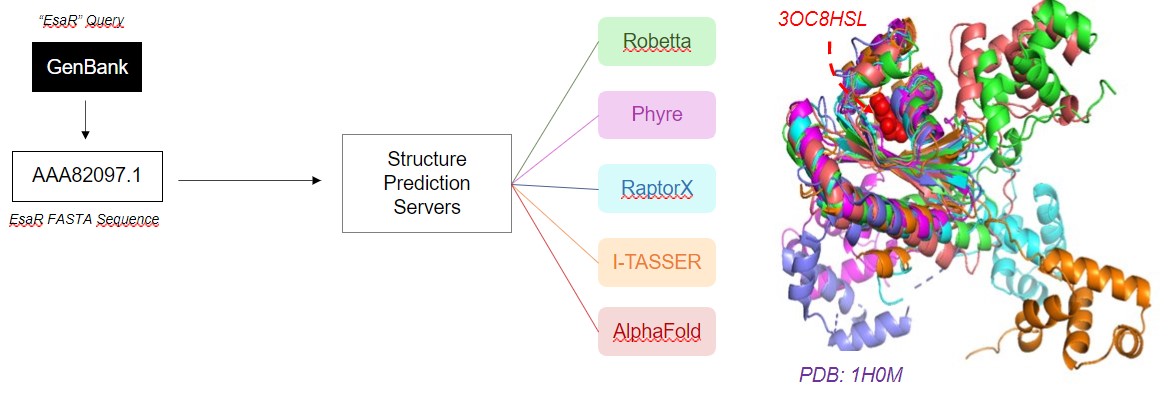 “EsaR” Query
GenBank
AAA82097.1
EsaR FASTA Sequence
Structure
Prediction
Servers
Robetta
Phyre
RaptorX
I-TASSER
AlphaFold
3OC8HSL
PDB: 1H0M